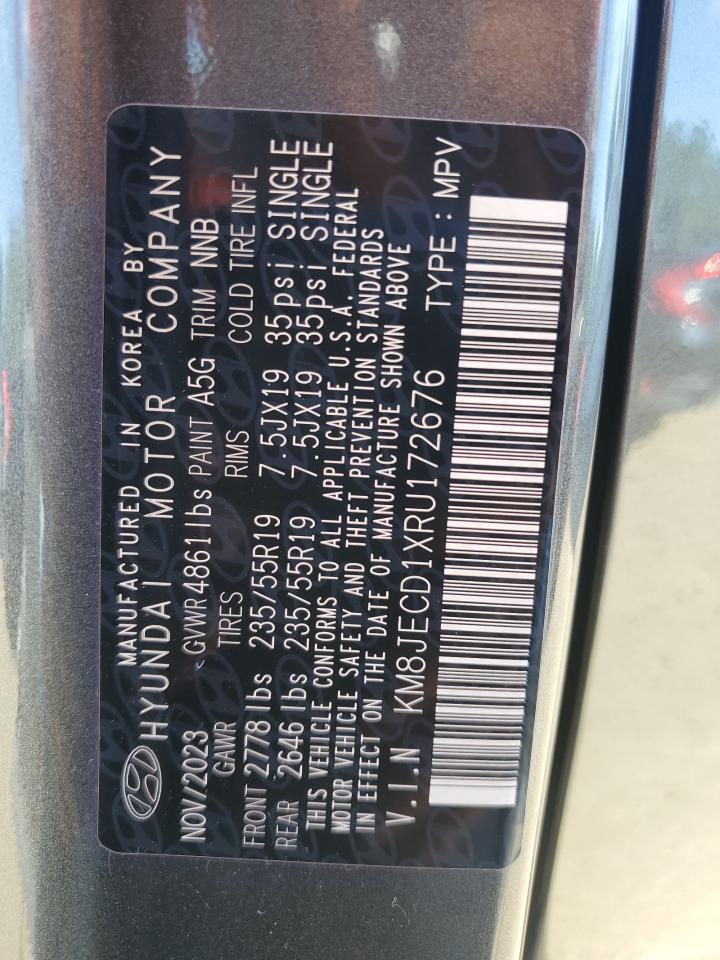 MANUFACTURED IN KOREA BY
HYUNDAI MOTOR COMPANY
NOV/2023 GVWR 4861lbs PAINT A5G TRIM NNB
GAWR TIRES RIMS COLD TIRE INFL
FRONT 2778lbs 235/55R19 7.5JX19 35psi SINGLE
REAR 2646lbs 235/55R19 7.5JX19 35psi SINGLE
THIS VEHICLE CONFORMS TO ALL APPLICABLE U.S.A. FEDERAL
MOTOR VEHICLE SAFETY AND THEFT PREVENTION STANDARDS
IN EFFECT ON THE DATE OF MANUFACTURE SHOWN ABOVE
V.I.N KM8JECD1XRU172676 TYPE : MPV